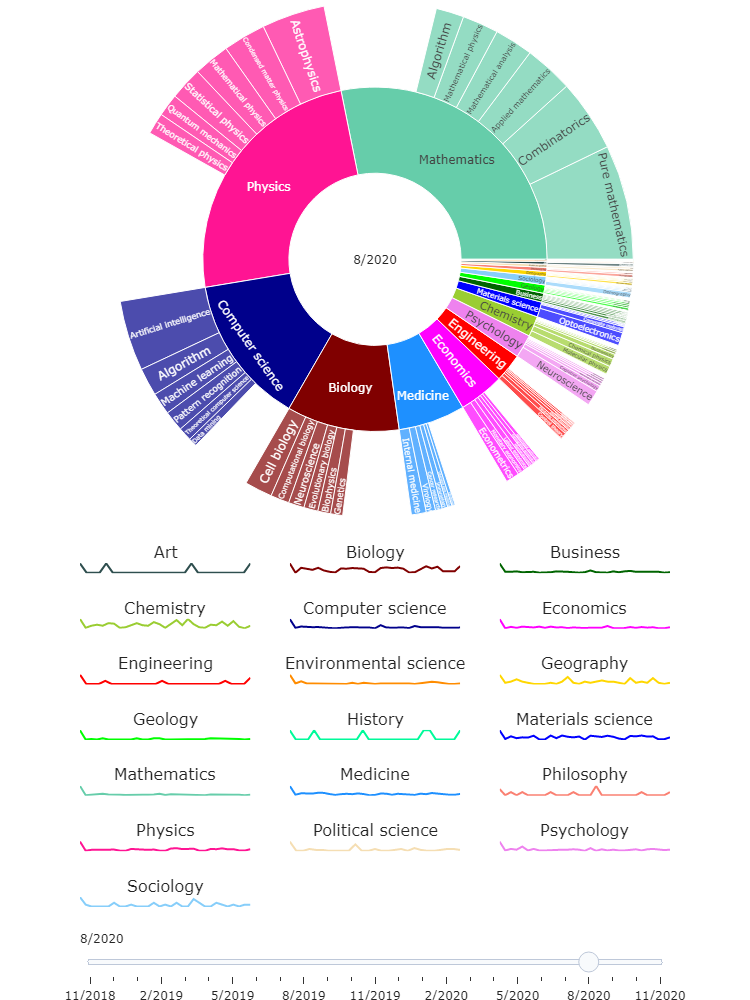 Astrophysics
Condensed matter physics
Mathematical physics
Statistical physics
Quantum mechanics
Theoretical physics
Algorithm
Mathematical physics
Mathematical analysis
Applied mathematics
Combinatorics
Pure mathematics
Mathematics
Physics
8/2020
Sociology
Business
Materials science
Optoelectronics
Chemistry
Psychology
Neuroscience
Engineering
Economics
Econometrics
Medicine
Internal medicine
Biology
Cell biology
Computational biology
Neuroscience
Evolutionary biology
Biophysics
Genetics
Computer science
Artificial intelligence
Algorithm
Machine learning
Pattern recognition
Theoretical computer science
Data mining
Art Biology Business
Chemistry Computer science Economics
Engineering Environmental science Geography
Geology History Materials science
Mathematics Medicine Philosophy
Physics Political science Psychology
Sociology
8/2020
11/2018 2/2019 5/2019 8/2019 11/2019 2/2020 5/2020 8/2020 11/2020